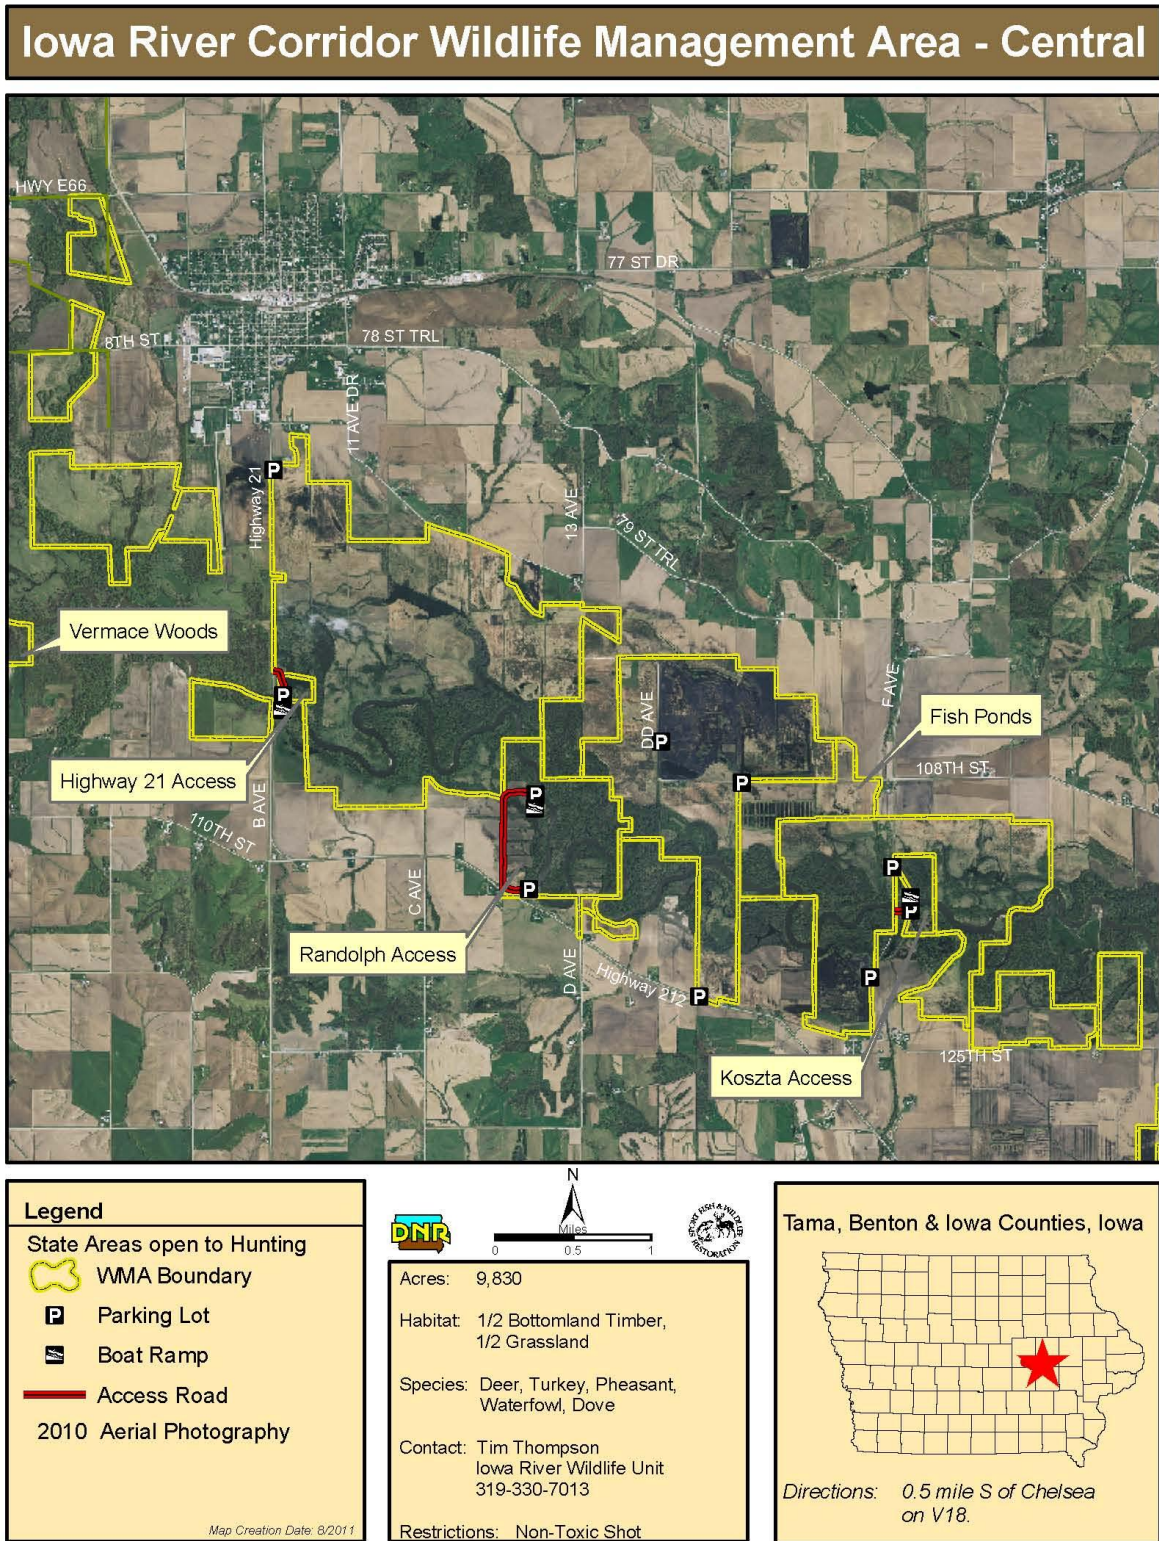 Iowa River Corridor Wildlife Management Area - Central
HWY E66
77 ST DR
8TH ST
78 ST TRL
11 AVE-DR
Highway 21
P
13 AVE
79 ST TRL
Vermace Woods
F AVE
P
DD AVE
P
Fish Ponds
Highway 21 Access
108TH ST
P
P
B AVE
110TH ST
C AVE
P
P
P
Randolph Access
D AVE
Highway 212
P
P
125TH ST
Koszta Access
Legend
State Areas open to Hunting
WMA Boundary
P Parking Lot
Boat Ramp
Access Road
2010 Aerial Photography
Map Creation Date: 8/2011
N
DNR
Miles
0 0.5 1
SPORT FISH & WILDLIFE
RESTORATION
Acres: 9,830
Habitat: 1/2 Bottomland Timber,
1/2 Grassland
Species: Deer, Turkey, Pheasant,
Waterfowl, Dove
Contact: Tim Thompson
Iowa River Wildlife Unit
319-330-7013
Restrictions: Non-Toxic Shot
Tama, Benton & Iowa Counties, Iowa
Directions: 0.5 mile S of Chelsea
on V18.